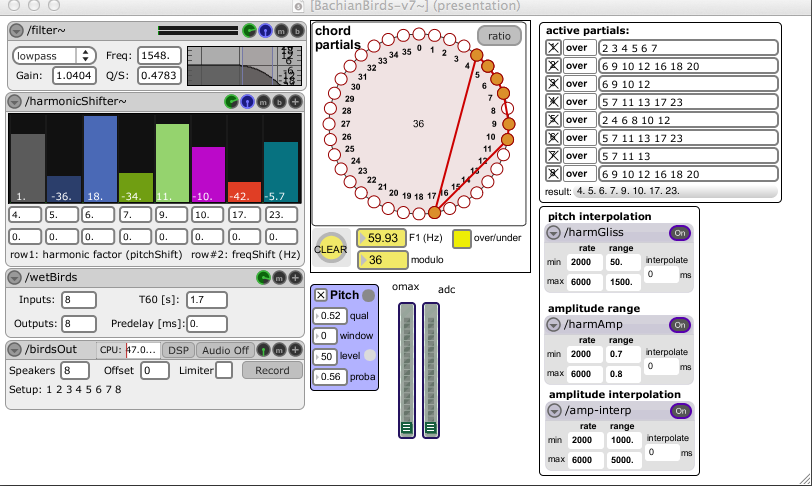 [BachianBirds-v7~] (presentation)
/filter~
m b
lowpass
Freq: 1548.
Gain: 1.0404
Q/S: 0.4783
18
12
6
/harmonicShifter~
m b +
1. -36. 18. -34. 11. -10. -42. -5.7
4. 5. 6. 7. 9. 10. 17. 23.
0. 0. 0. 0. 0. 0. 0. 0.
row1: harmonic factor (pitchShift) row#2: freqShift (Hz)
/wetBirds
m +
Inputs: 8
T60 [s]: 1.7
Outputs: 8
Predelay [ms]: 0.
/birdsOut
CPU: 47.0...
DSP
Audio Off
m +
Speakers 8
Offset 0
Limiter
Record
Setup: 1 2 3 4 5 6 7 8
chord partials
ratio
0 1 2 3 4 5 6 7 8 9 10 11 12 13 14 15 16 17 18 19 20 21 22 23 24 25 26 27 28 29 30 31 32 33 34 35
36
CLEAR
59.93 F1 (Hz)
over/under
36 modulo
Pitch
0.52 qual
0 window
50 level
0.56 proba
omax
adc
active partials:
1 over 2 3 4 5 6 7
2 over 6 9 10 12 16 18 20
3 over 6 9 10 12
4 over 5 7 11 13 17 23
5 over 2 4 6 8 10 12
6 over 5 7 11 13 17 23
7 over 5 7 11 13
8 over 6 9 10 12 16 18 20
result: 4. 5. 6. 7. 9. 10. 17. 23.
pitch interpolation
/harmGliss
On
rate range
min 2000 50.
interpolate
0 ms
max 6000 1500.
amplitude range
/harmAmp
On
rate range
min 2000 0.7
interpolate
0 ms
max 6000 0.8
amplitude interpolation
/amp-interp
On
rate range
min 2000 1000.
interpolate
0 ms
max 6000 5000.